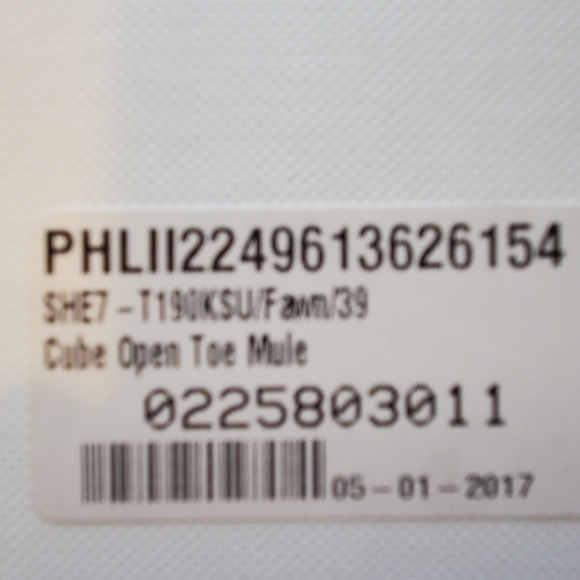 PHLII2249613626154
SHE7-T190KSU/Fawn/39
Cube Open Toe Mule
0225803011
05-01-2017